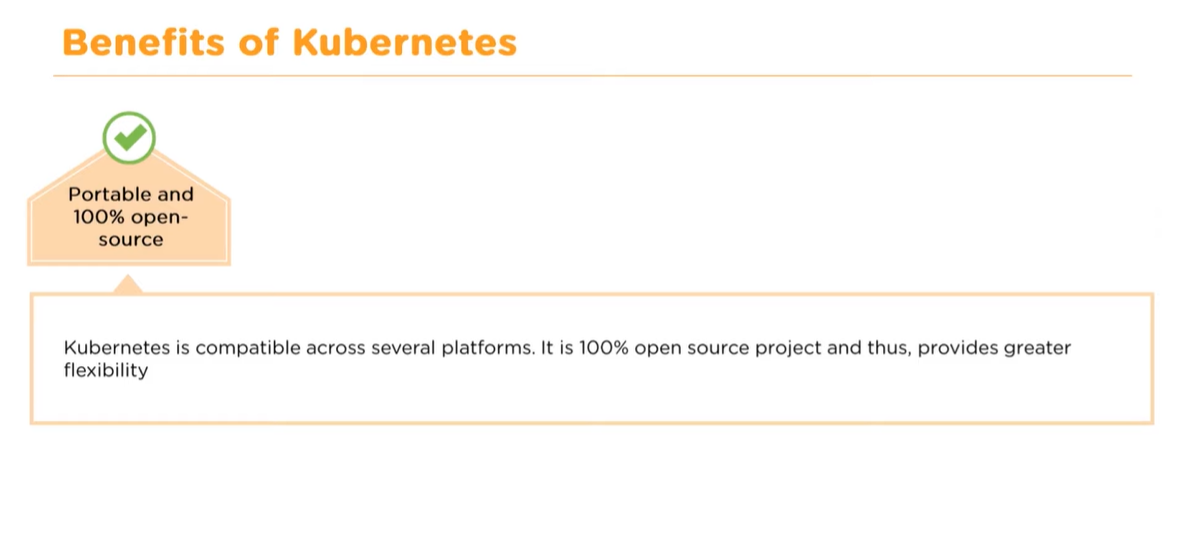 Benefits of Kubernetes
Portable and
100% open-
source
Kubernetes is compatible across several platforms. It is 100% open source project and thus, provides greater
flexibility